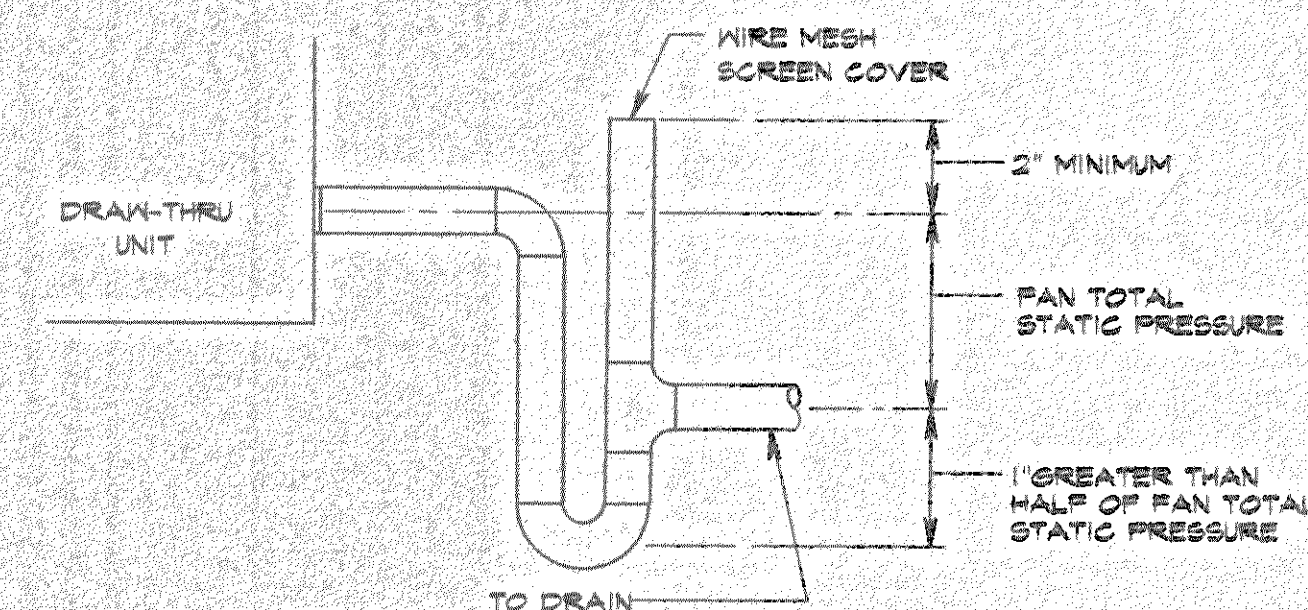 WIRE MESH
SCREEN COVER
2" MINIMUM
DRAW-THRU
UNIT
FAN TOTAL
STATIC PRESSURE
1" GREATER THAN
HALF OF FAN TOTAL
STATIC PRESSURE
TO DRAIN